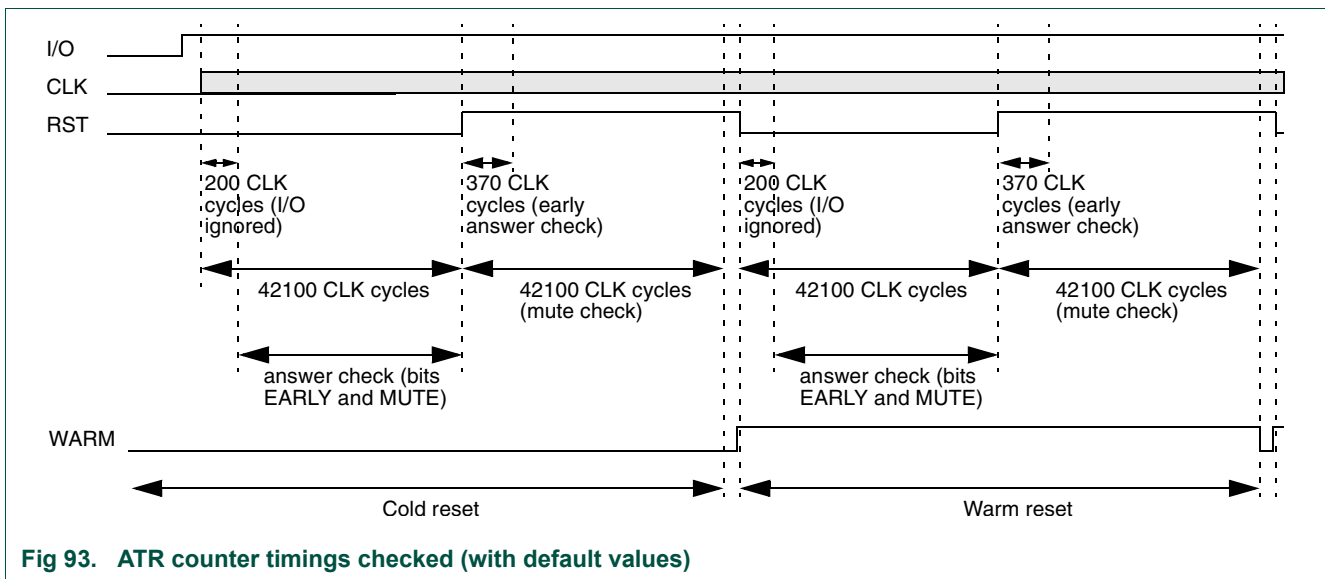 I/O
CLK
RST
200 CLK
cycles (I/O
ignored)
370 CLK
cycles (early
answer check)
200 CLK
cycles (I/O
ignored)
370 CLK
cycles (early
answer check)
42100 CLK cycles
42100 CLK cycles
(mute check)
42100 CLK cycles
42100 CLK cycles
(mute check)
answer check (bits
EARLY and MUTE)
answer check (bits
EARLY and MUTE)
WARM
Cold reset
Warm reset
Fig 93. ATR counter timings checked (with default values)